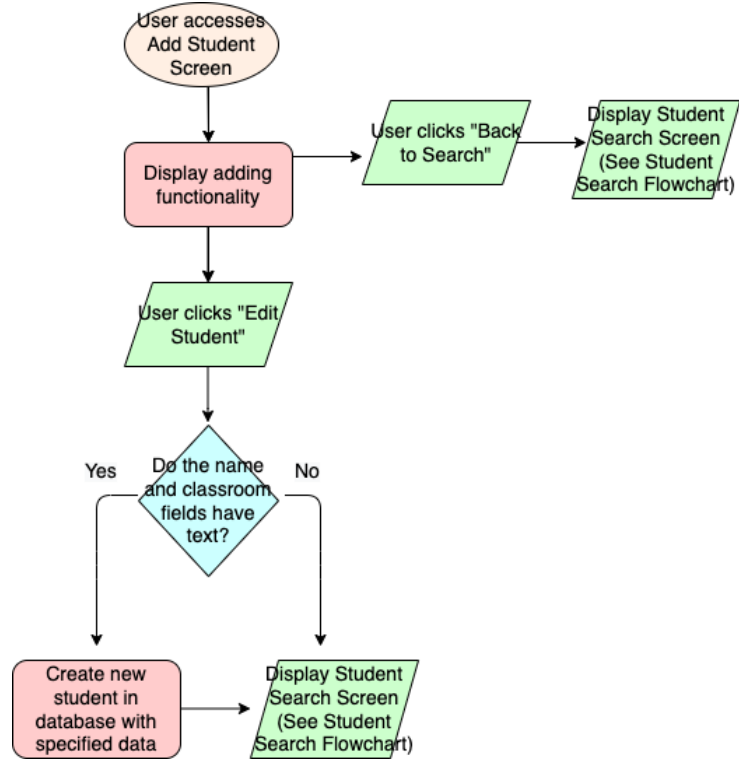 User accesses
Add Student
Screen
Display adding
functionality
User clicks "Back
to Search"
Display Student
Search Screen
(See Student
Search Flowchart)
User clicks "Edit
Student"
Do the name
and classroom
fields have
text?
Yes
No
Create new
student in
database with
specified data
Display Student
Search Screen
(See Student
Search Flowchart)